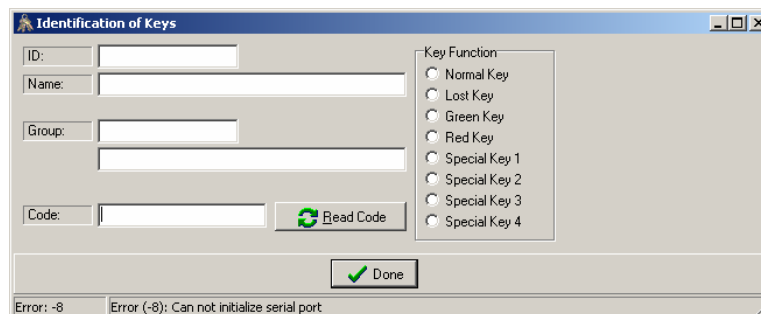 Identification of Keys
ID:
Name:
Group:
Code:
Read Code
Key Function
Normal Key
Lost Key
Green Key
Red Key
Special Key 1
Special Key 2
Special Key 3
Special Key 4
Done
Error: -8
Error (-8): Can not initialize serial port